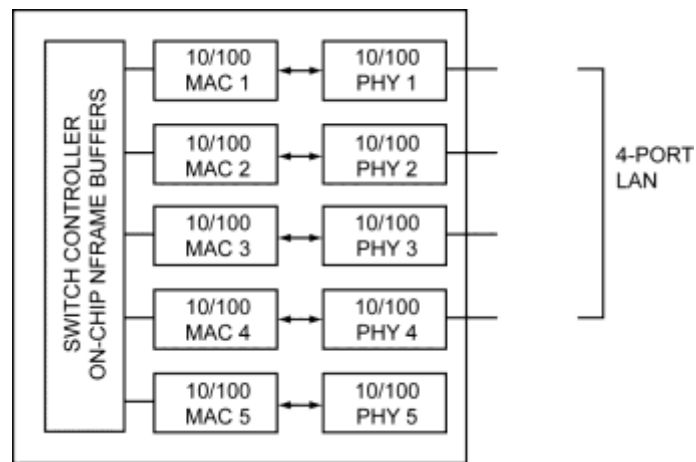 SWITCH CONTROLLER
ON-CHIP NFRAME BUFFERS
10/100
MAC 1
10/100
PHY 1
10/100
MAC 2
10/100
PHY 2
10/100
MAC 3
10/100
PHY 3
10/100
MAC 4
10/100
PHY 4
10/100
MAC 5
10/100
PHY 5
4-PORT
LAN